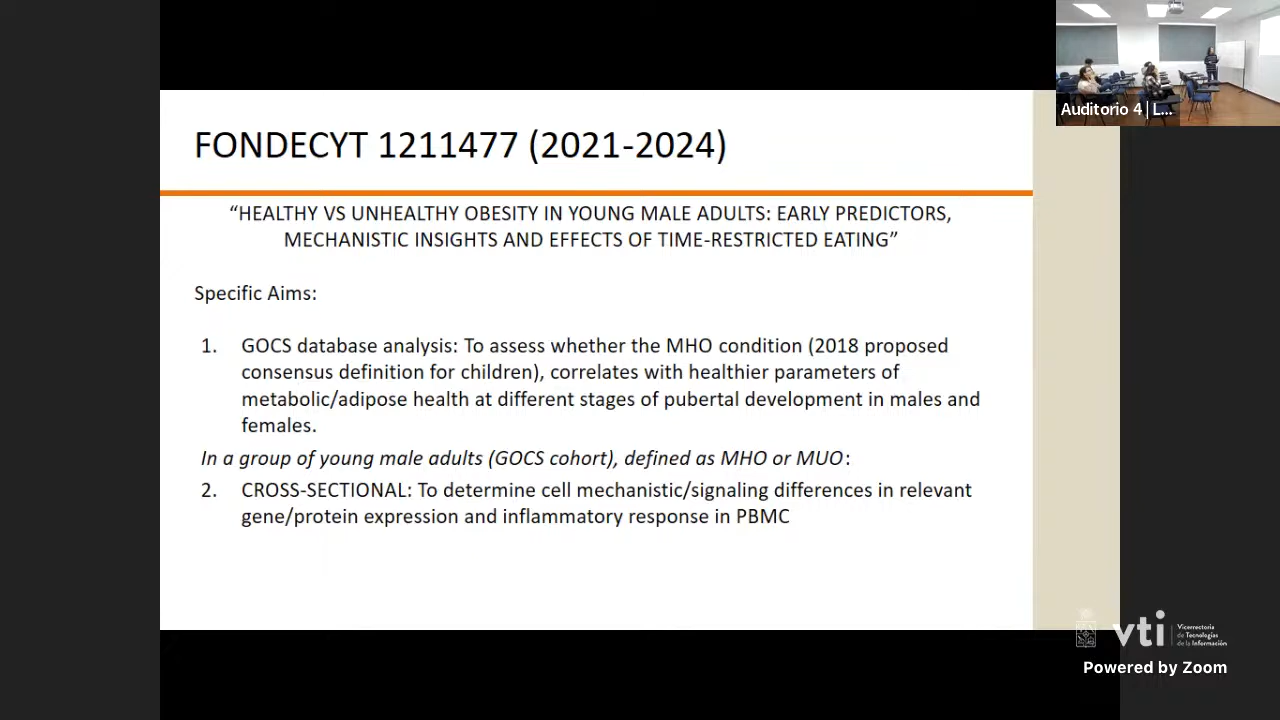 FONDECYT 1211477 (2021-2024)
“HEALTHY VS UNHEALTHY OBESITY IN YOUNG MALE ADULTS: EARLY PREDICTORS,
MECHANISTIC INSIGHTS AND EFFECTS OF TIME-RESTRICTED EATING”
Specific Aims:
1. GOCS database analysis: To assess whether the MHO condition (2018 proposed
consensus definition for children), correlates with healthier parameters of
metabolic/adipose health at different stages of pubertal development in males and
females.
In a group of young male adults (GOCS cohort), defined as MHO or MUO:
2. CROSS-SECTIONAL: To determine cell mechanistic/signaling differences in relevant
gene/protein expression and inflammatory response in PBMC
Auditorio 4 | L...
vti
Vicerrectoría
de Tecnologías
de la Información
Powered by Zoom